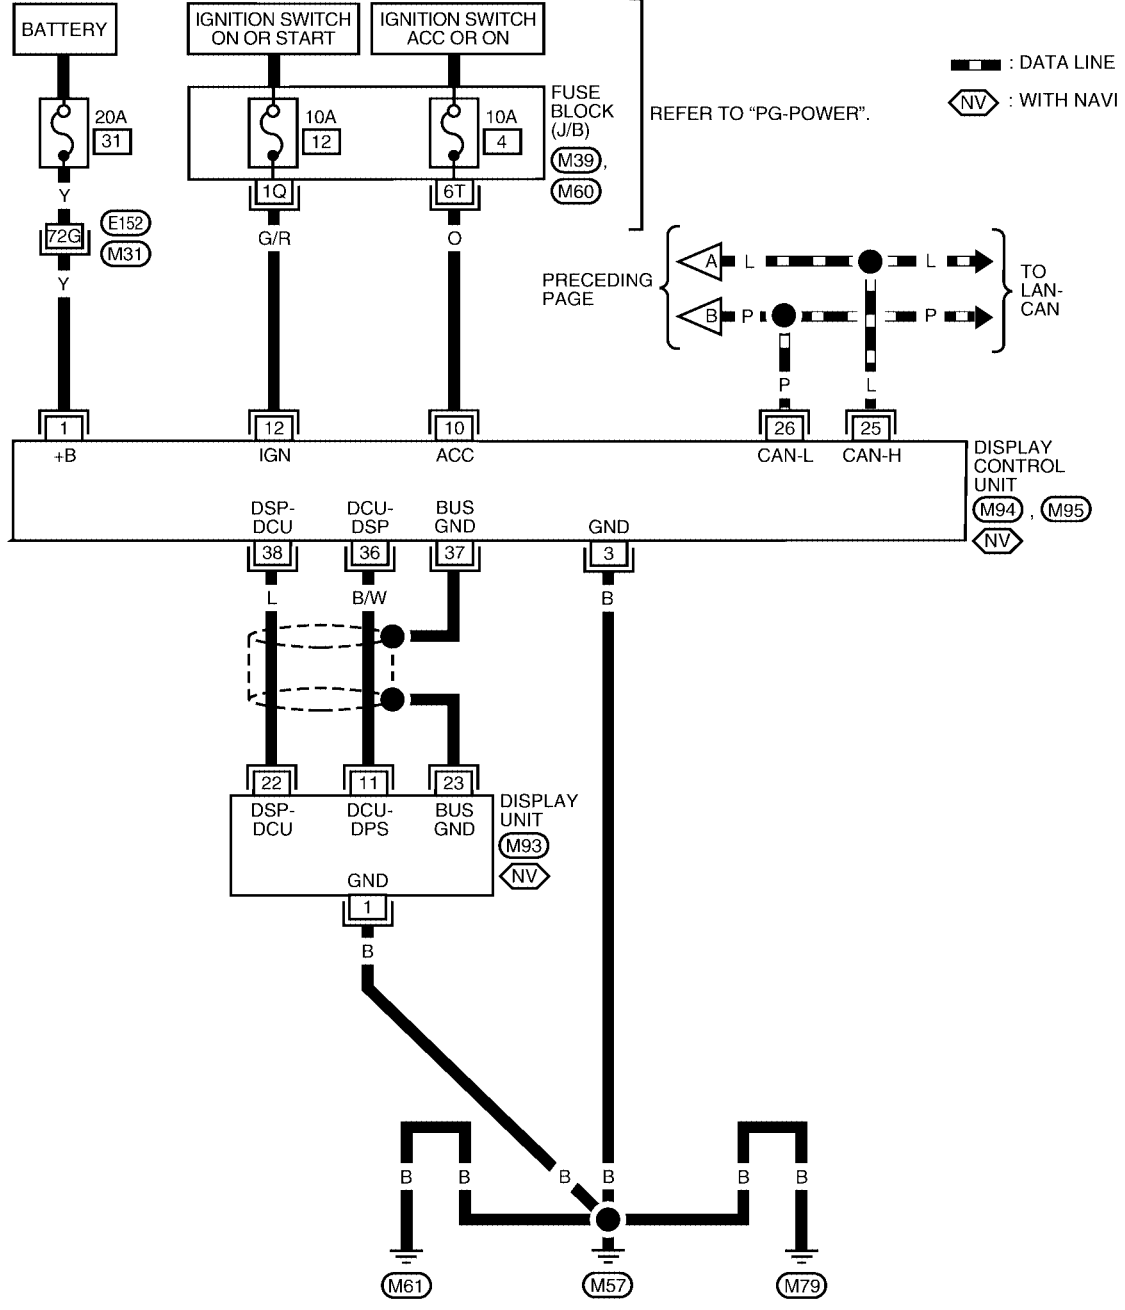 BATTERY
IGNITION SWITCH
ON OR START
IGNITION SWITCH
ACC OR ON
20A
31
10A
12
10A
4
FUSE
BLOCK
(J/B)
M39 ,
M60
REFER TO “PG-POWER”.
: DATA LINE
NV : WITH NAVI
Y
72G
E152
M31
Y
1Q
G/R
6T
O
PRECEDING
PAGE
A L L
B P P
TO
LAN-
CAN
P
L
1
12
10
26
25
+B
IGN
ACC
CAN-L
CAN-H
DISPLAY
CONTROL
UNIT
M94 , M95
NV
DSP-
DCU
DCU-
DSP
BUS
GND
GND
38
36
37
3
L
B/W
B
22
11
23
DSP-
DCU
DCU-
DPS
BUS
GND
DISPLAY
UNIT
M93
NV
GND
1
B
B
B
B
B
B
B
M61
M57
M79